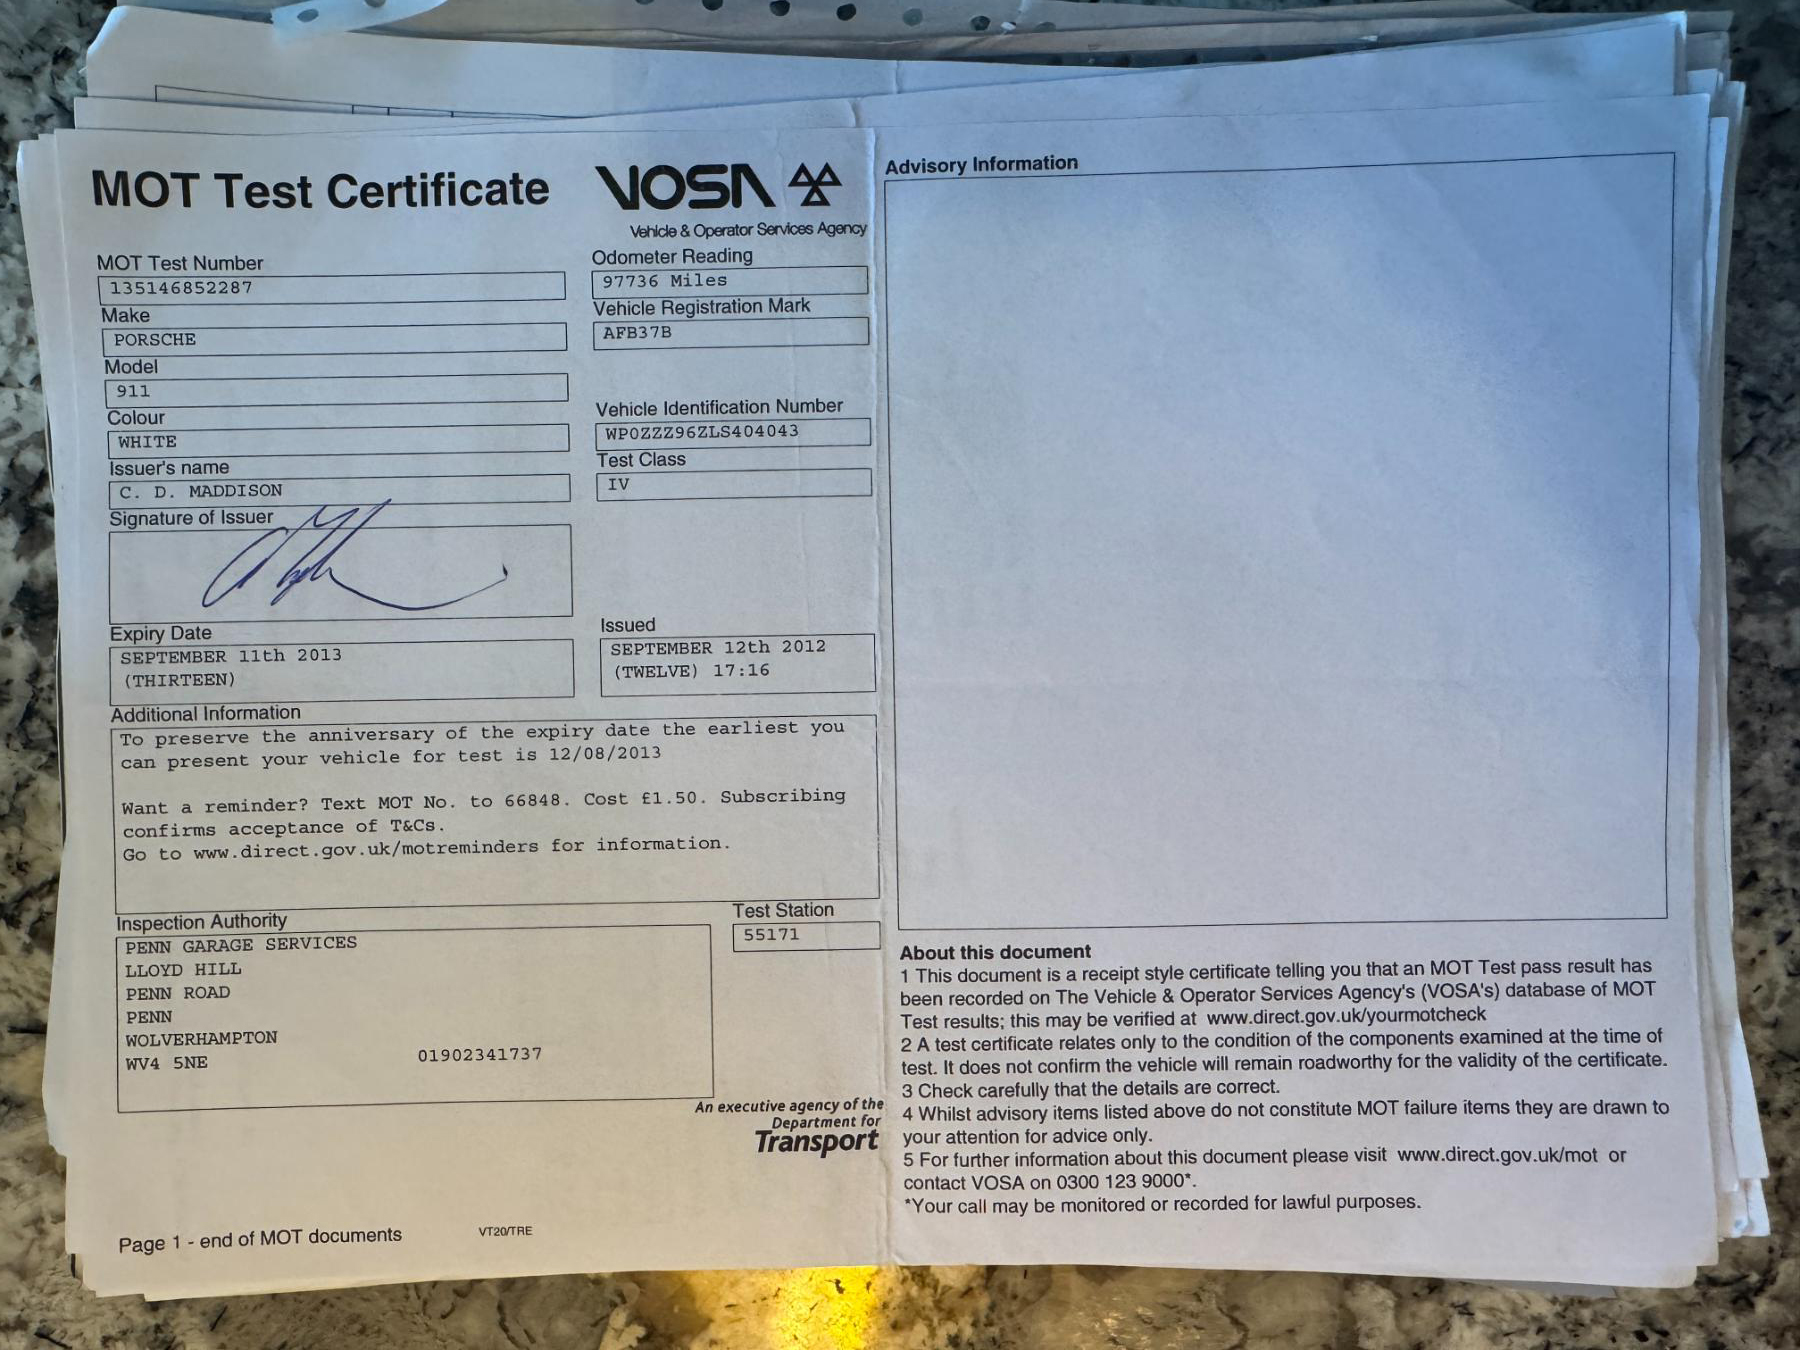 MOT Test Certificate
VOSA
Vehicle & Operator Services Agency
MOT Test Number
135146852287
Odometer Reading
97736 Miles
Make
PORSCHE
Vehicle Registration Mark
AFB37B
Model
911
Colour
WHITE
Vehicle Identification Number
WP0ZZZ96ZLS404043
Issuer's name
C. D. MADDISON
Test Class
IV
Signature of Issuer
Expiry Date
SEPTEMBER 11th 2013
(THIRTEEN)
Issued
SEPTEMBER 12th 2012
(TWELVE) 17:16
Additional Information
To preserve the anniversary of the expiry date the earliest you
can present your vehicle for test is 12/08/2013
Want a reminder? Text MOT No. to 66848. Cost £1.50. Subscribing
confirms acceptance of T&Cs.
Go to www.direct.gov.uk/motreminders for information.
Inspection Authority
PENN GARAGE SERVICES
LLOYD HILL
PENN ROAD
PENN
WOLVERHAMPTON
WV4 5NE 01902341737
Test Station
55171
An executive agency of the
Department for
Transport
Page 1 - end of MOT documents
VT20/TRE
Advisory Information
About this document
1 This document is a receipt style certificate telling you that an MOT Test pass result has
been recorded on The Vehicle & Operator Services Agency's (VOSA's) database of MOT
Test results; this may be verified at www.direct.gov.uk/yourmotcheck
2 A test certificate relates only to the condition of the components examined at the time of
test. It does not confirm the vehicle will remain roadworthy for the validity of the certificate.
3 Check carefully that the details are correct.
4 Whilst advisory items listed above do not constitute MOT failure items they are drawn to
your attention for advice only.
5 For further information about this document please visit www.direct.gov.uk/mot or
contact VOSA on 0300 123 9000*.
*Your call may be monitored or recorded for lawful purposes.